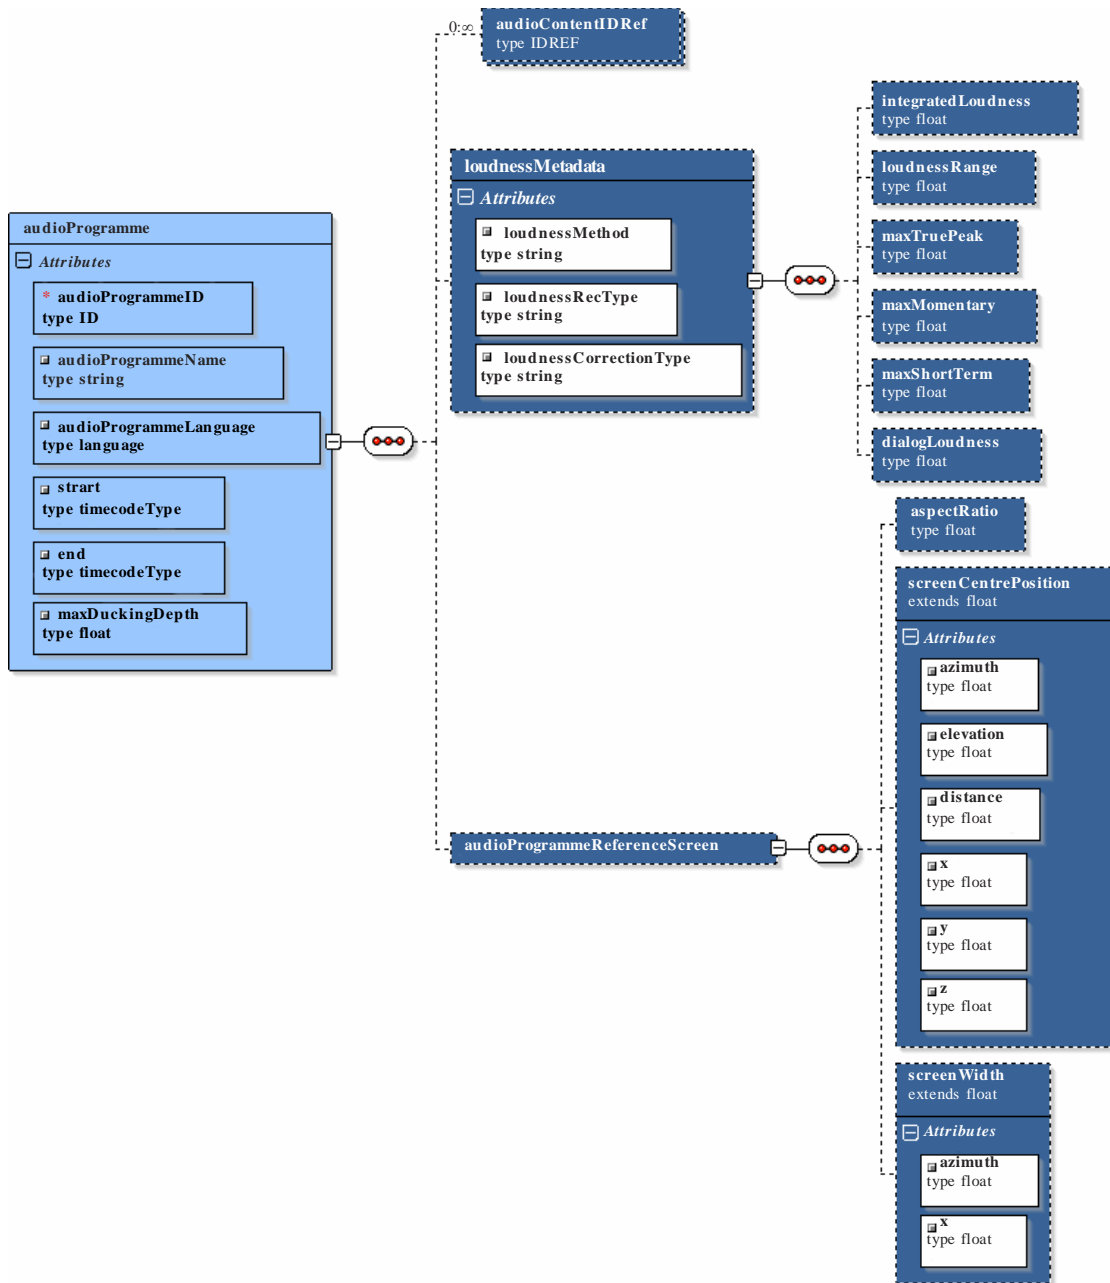 audioProgramme
Attributes
* audioProgrammeID
type ID
audioProgrammeName
type string
audioProgrammeLanguage
type language
strart
type timecodeType
end
type timecodeType
maxDuckingDepth
type float
0:∞
audioContentIDRef
type IDREF
loudnessMetadata
Attributes
loudnessMethod
type string
loudnessRecType
type string
loudnessCorrectionType
type string
integratedLoudness
type float
loudnessRange
type float
maxTruePeak
type float
maxMomentary
type float
maxShortTerm
type float
dialogLoudness
type float
audioProgrammeReferenceScreen
aspectRatio
type float
screenCentrePosition
extends float
Attributes
azimuth
type float
elevation
type float
distance
type float
x
type float
y
type float
z
type float
screenWidth
extends float
Attributes
azimuth
type float
x
type float